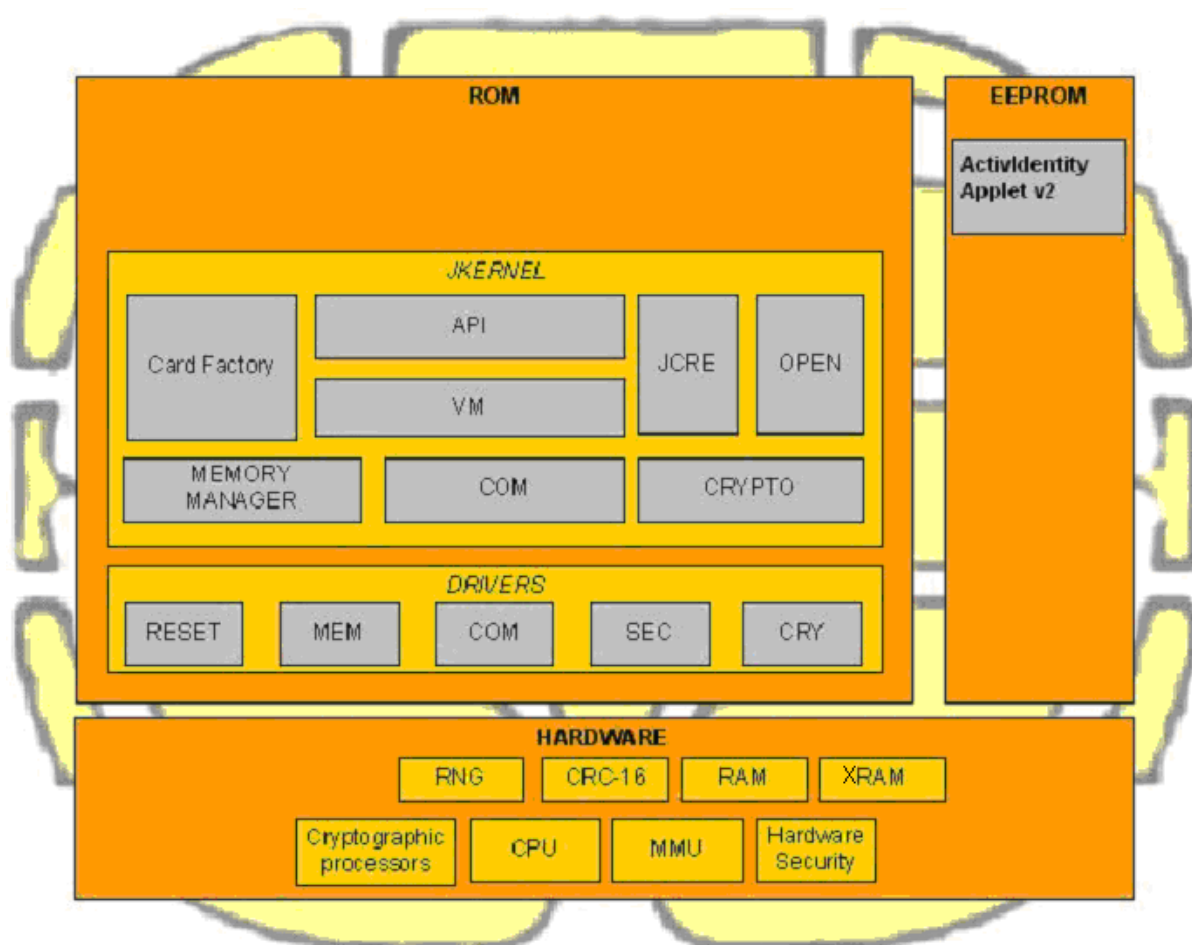 ROM
EEPROM
ActivIdentity
Applet v2
JKERNEL
Card Factory
API
VM
JCRE
OPEN
MEMORY
MANAGER
COM
CRYPTO
DRIVERS
RESET
MEM
COM
SEC
CRY
HARDWARE
RNG
CRC-16
RAM
XRAM
Cryptographic
processors
CPU
MMU
Hardware
Security